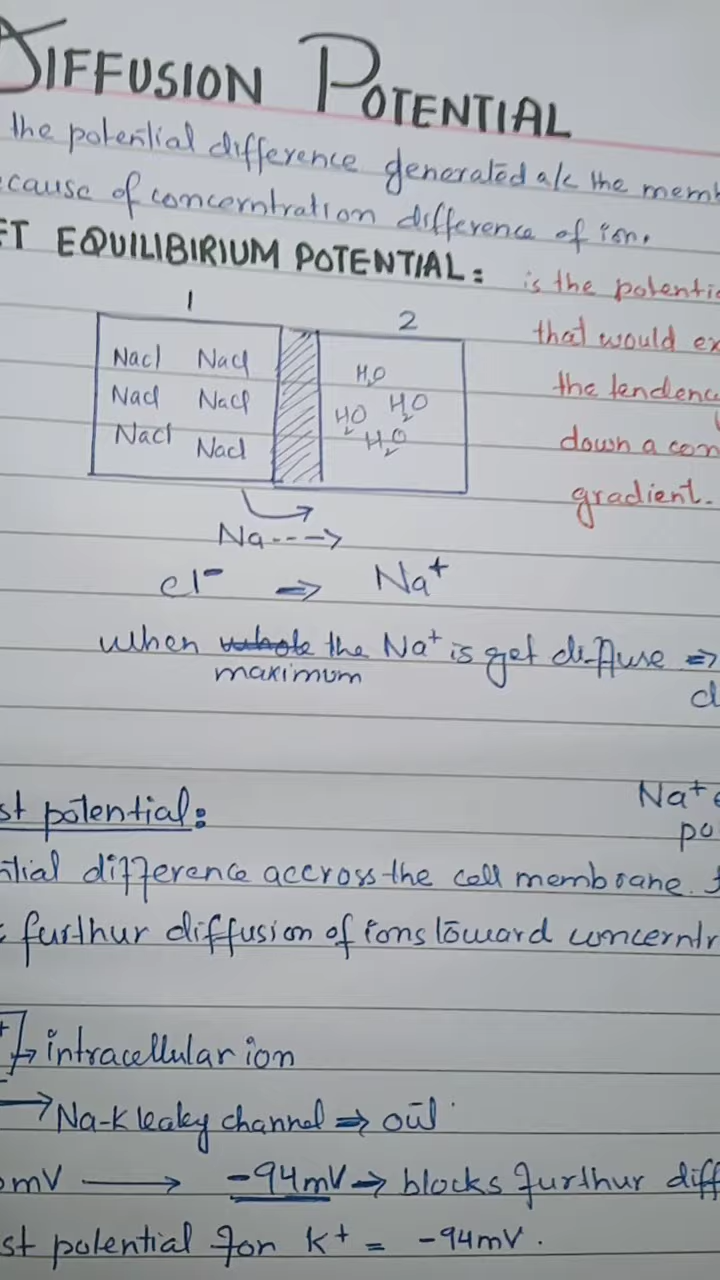 DIFFUSION POTENTIAL
the potential difference generated a/c the memb
cause of concerntration difference of ion.
FT EQUILIBIRIUM POTENTIAL: is the potentia
that would ex
the tendenc
down a con
gradient.
1
2
Nacl Nacl
Nacl Nacl
Nacl Nacl
H2O
H2O H2O
H2O
Na --->
Cl⁻ ⇒ Na⁺
when the Na⁺ is get diffuse ⇒
maximum
d
Na⁺
po
st potential:
ntial difference accross the cell membrane.
furthur diffusion of ions toward concerntr
+ → intracellular ion
→ Na-K leaky channel ⇒ out
mV ⟶ -94mV → blocks furthur diff
st potential for K+ = -94mV.